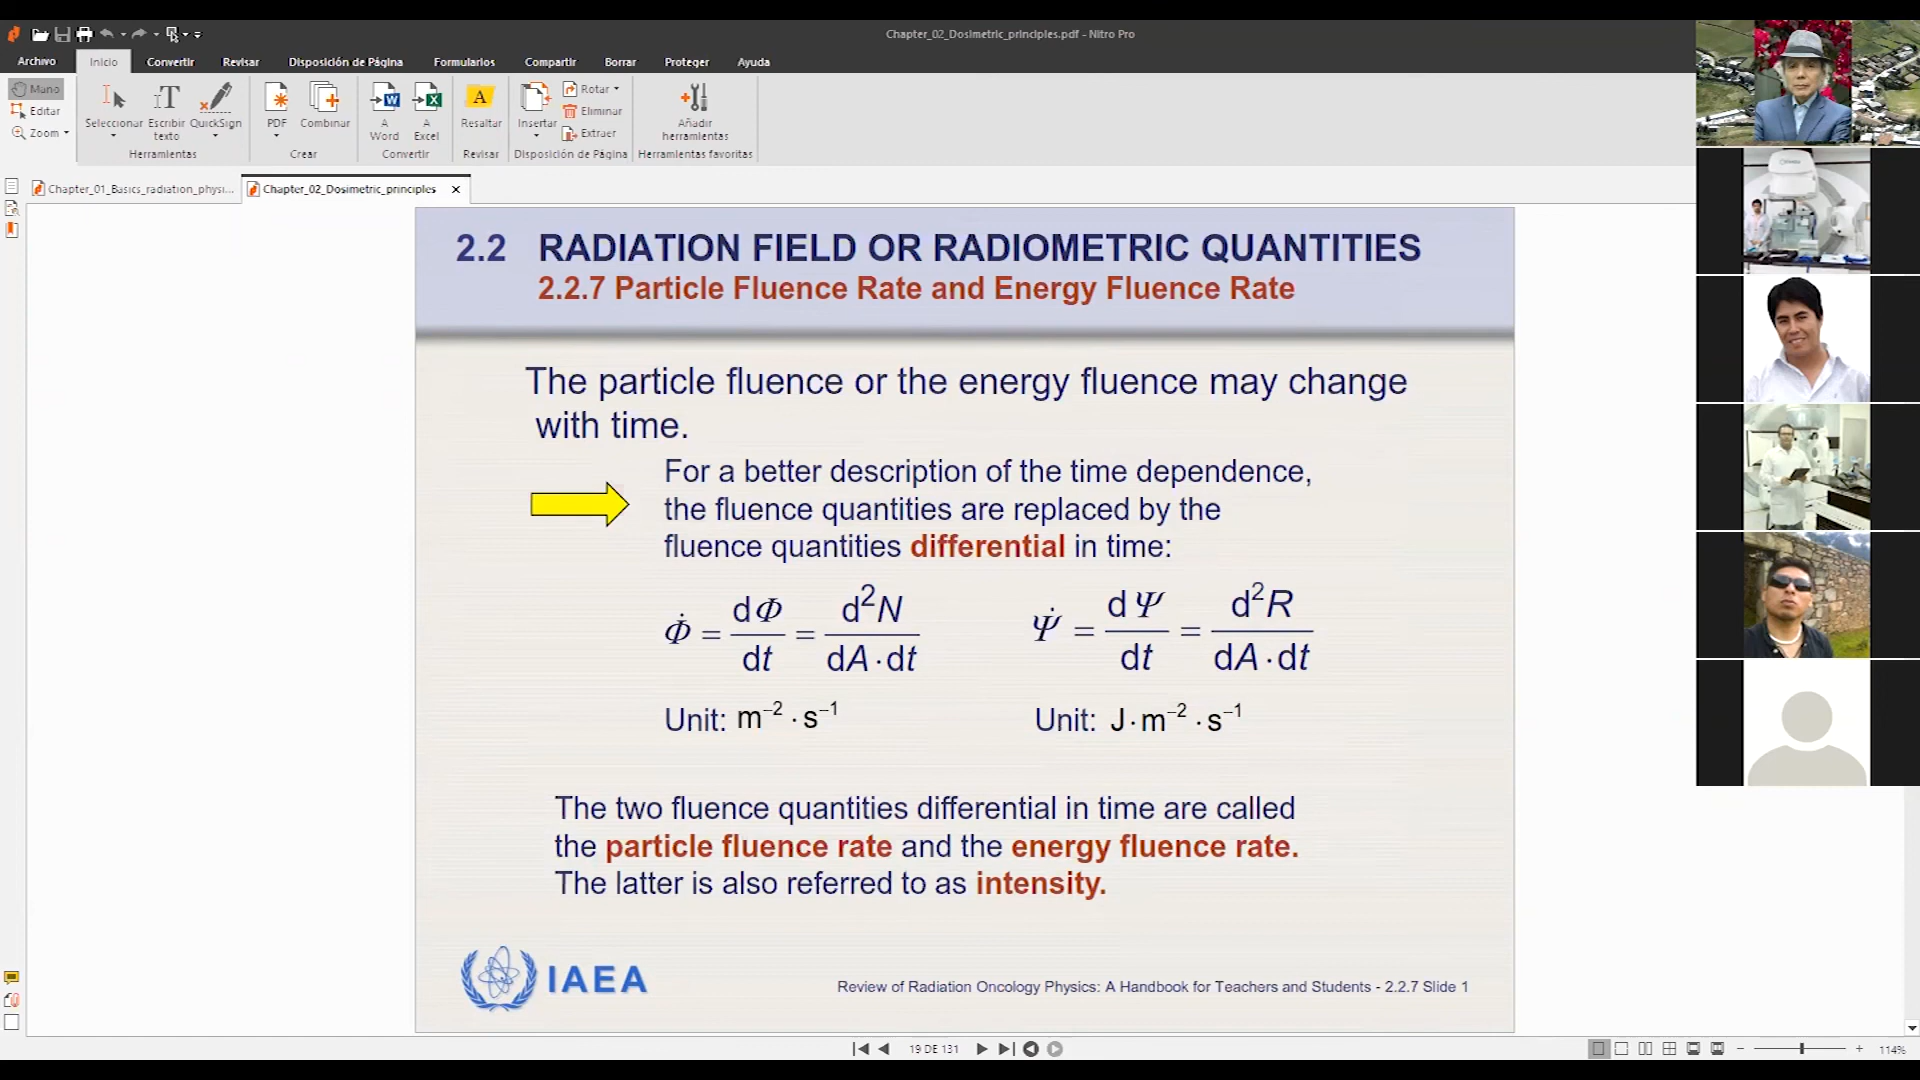 Chapter_02_Dosimetric_principles.pdf - Nitro Pro
Archivo Inicio Convertir Revisar Disposición de Página Formularios Compartir Borrar Proteger Ayuda
Mano
Editar
Zoom
Seleccionar
Escribir texto
QuickSign
Herramientas
PDF
Combinar
Crear
A Word
A Excel
Convertir
Resaltar
Revisar
Insertar
Rotar
Eliminar
Extraer
Disposición de Página
Añadir herramientas
Herramientas favoritas
Chapter_01_Basics_radiation_physi...
Chapter_02_Dosimetric_principles
2.2 RADIATION FIELD OR RADIOMETRIC QUANTITIES
2.2.7 Particle Fluence Rate and Energy Fluence Rate
The particle fluence or the energy fluence may change
with time.
For a better description of the time dependence,
the fluence quantities are replaced by the
fluence quantities differential in time:
Φ̇ = dΦ/dt = d²N/dA·dt
Ψ̇ = dΨ/dt = d²R/dA·dt
Unit: m⁻² · s⁻¹
Unit: J·m⁻² · s⁻¹
The two fluence quantities differential in time are called
the particle fluence rate and the energy fluence rate.
The latter is also referred to as intensity.
IAEA
Review of Radiation Oncology Physics: A Handbook for Teachers and Students - 2.2.7 Slide 1
19 DE 131
114%